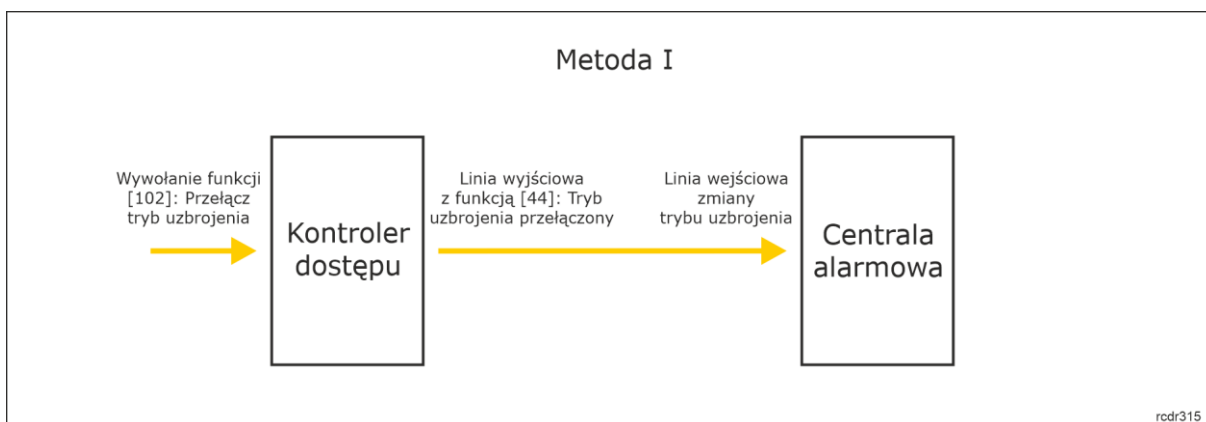 Metoda I
Wywołanie funkcji
[102]: Przełącz
tryb uzbrojenia
Kontroler
dostępu
Linia wyjściowa
z funkcją [44]: Tryb
uzbrojenia przełączony
Linia wejściowa
zmiany
trybu uzbrojenia
Centrala
alarmowa
rcdr315